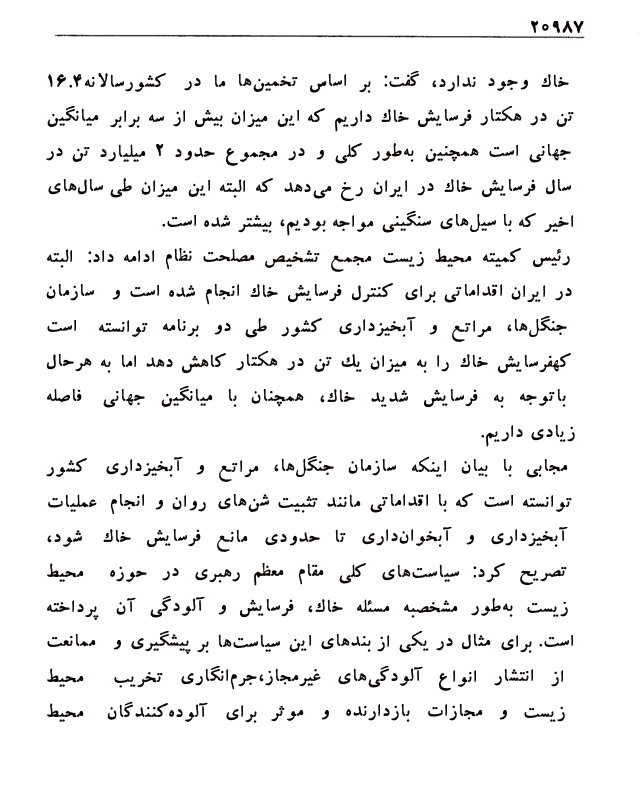 ۲۰۹۸۷
خاك وجود ندارد، گفت: بر اساس تخمین‌ها ما در کشورسالانه۱۶.۴
تن در هکتار فرسایش خاك داریم که این میزان بیش از سه برابر میانگین
جهانی است همچنین به‌طور کلی و در مجموع حدود ۲ میلیارد تن در
سال فرسایش خاك در ایران رخ می‌دهد که البته این میزان طی سال‌های
اخیر که با سیل‌های سنگینی مواجه بودیم، بیشتر شده است.
رئیس کمیته محیط زیست مجمع تشخیص مصلحت نظام ادامه داد: البته
در ایران اقداماتی برای کنترل فرسایش خاك انجام شده است و سازمان
جنگل‌ها، مراتع و آبخیزداری کشور طی دو برنامه توانسته است
کهفرسایش خاك را به میزان یك تن در هکتار کاهش دهد اما به هرحال
باتوجه به فرسایش شدید خاك، همچنان با میانگین جهانی فاصله
زیادی داریم.
مجابی با بیان اینکه سازمان جنگل‌ها، مراتع و آبخیزداری کشور
توانسته است که با اقداماتی مانند تثبیت شن‌های روان و انجام عملیات
آبخیزداری و آبخوان‌داری تا حدودی مانع فرسایش خاك شود،
تصریح کرد: سیاست‌های کلی مقام معظم رهبری در حوزه محیط
زیست به‌طور مشخصبه مسئله خاك، فرسایش و آلودگی آن پرداخته
است. برای مثال در یکی از بندهای این سیاست‌ها بر پیشگیری و ممانعت
از انتشار انواع آلودگی‌های غیرمجاز،جرم‌انگاری تخریب محیط
زیست و مجازات بازدارنده و موثر برای آلوده‌کنندگان محیط